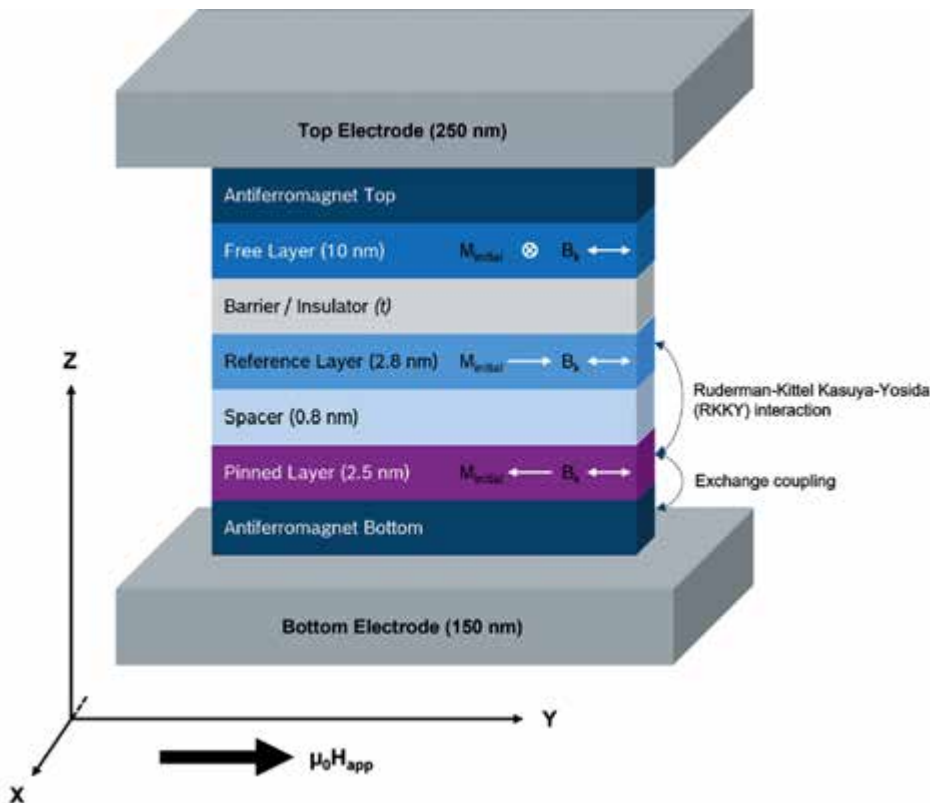 Top Electrode (250 nm)
Antiferromagnet Top
Free Layer (10 nm) Minitial ⊗ Bk
Barrier / Insulator (t)
Reference Layer (2.8 nm) Minitial Bk
Spacer (0.8 nm)
Pinned Layer (2.5 nm) Minitial Bk
Antiferromagnet Bottom
Bottom Electrode (150 nm)
Ruderman-Kittel Kasuya-Yosida
(RKKY) interaction
Exchange coupling
Z
Y
X
μ0Happ